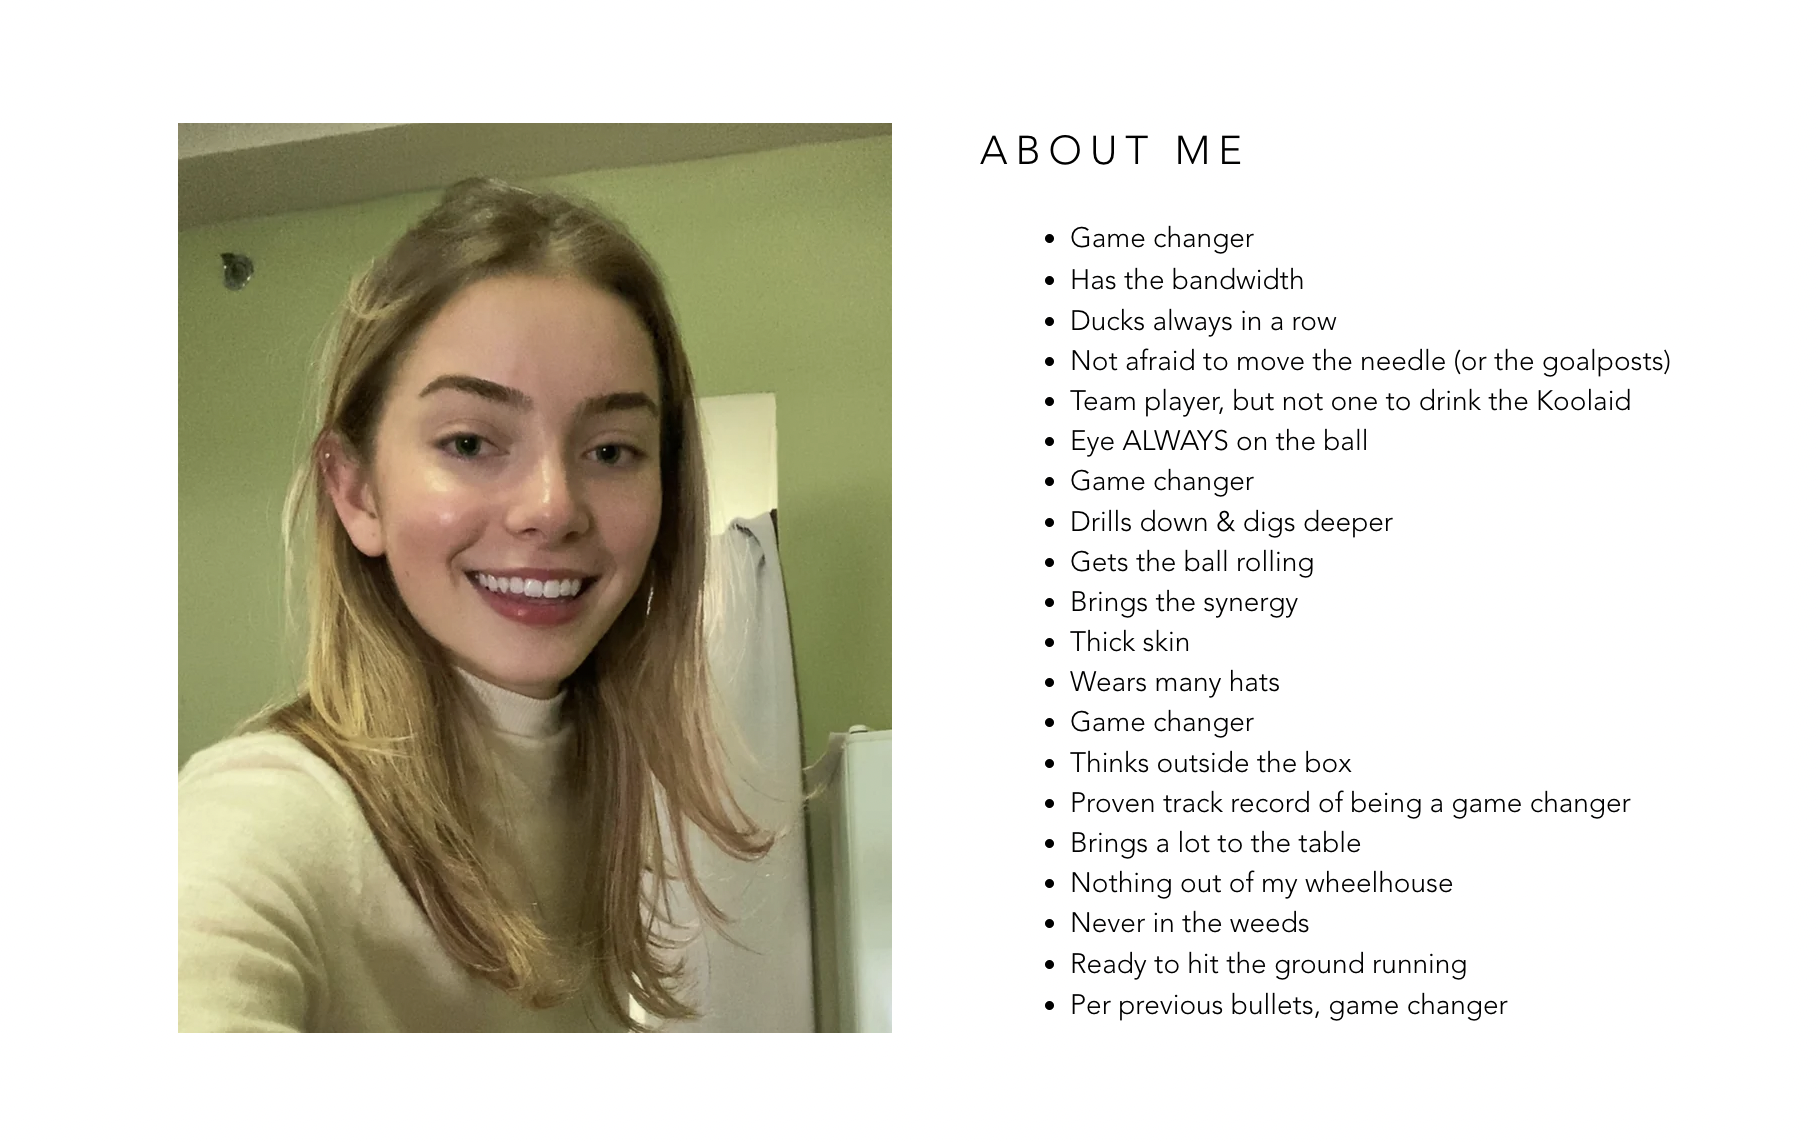 ABOUT ME
• Game changer
• Has the bandwidth
• Ducks always in a row
• Not afraid to move the needle (or the goalposts)
• Team player, but not one to drink the Koolaid
• Eye ALWAYS on the ball
• Game changer
• Drills down & digs deeper
• Gets the ball rolling
• Brings the synergy
• Thick skin
• Wears many hats
• Game changer
• Thinks outside the box
• Proven track record of being a game changer
• Brings a lot to the table
• Nothing out of my wheelhouse
• Never in the weeds
• Ready to hit the ground running
• Per previous bullets, game changer